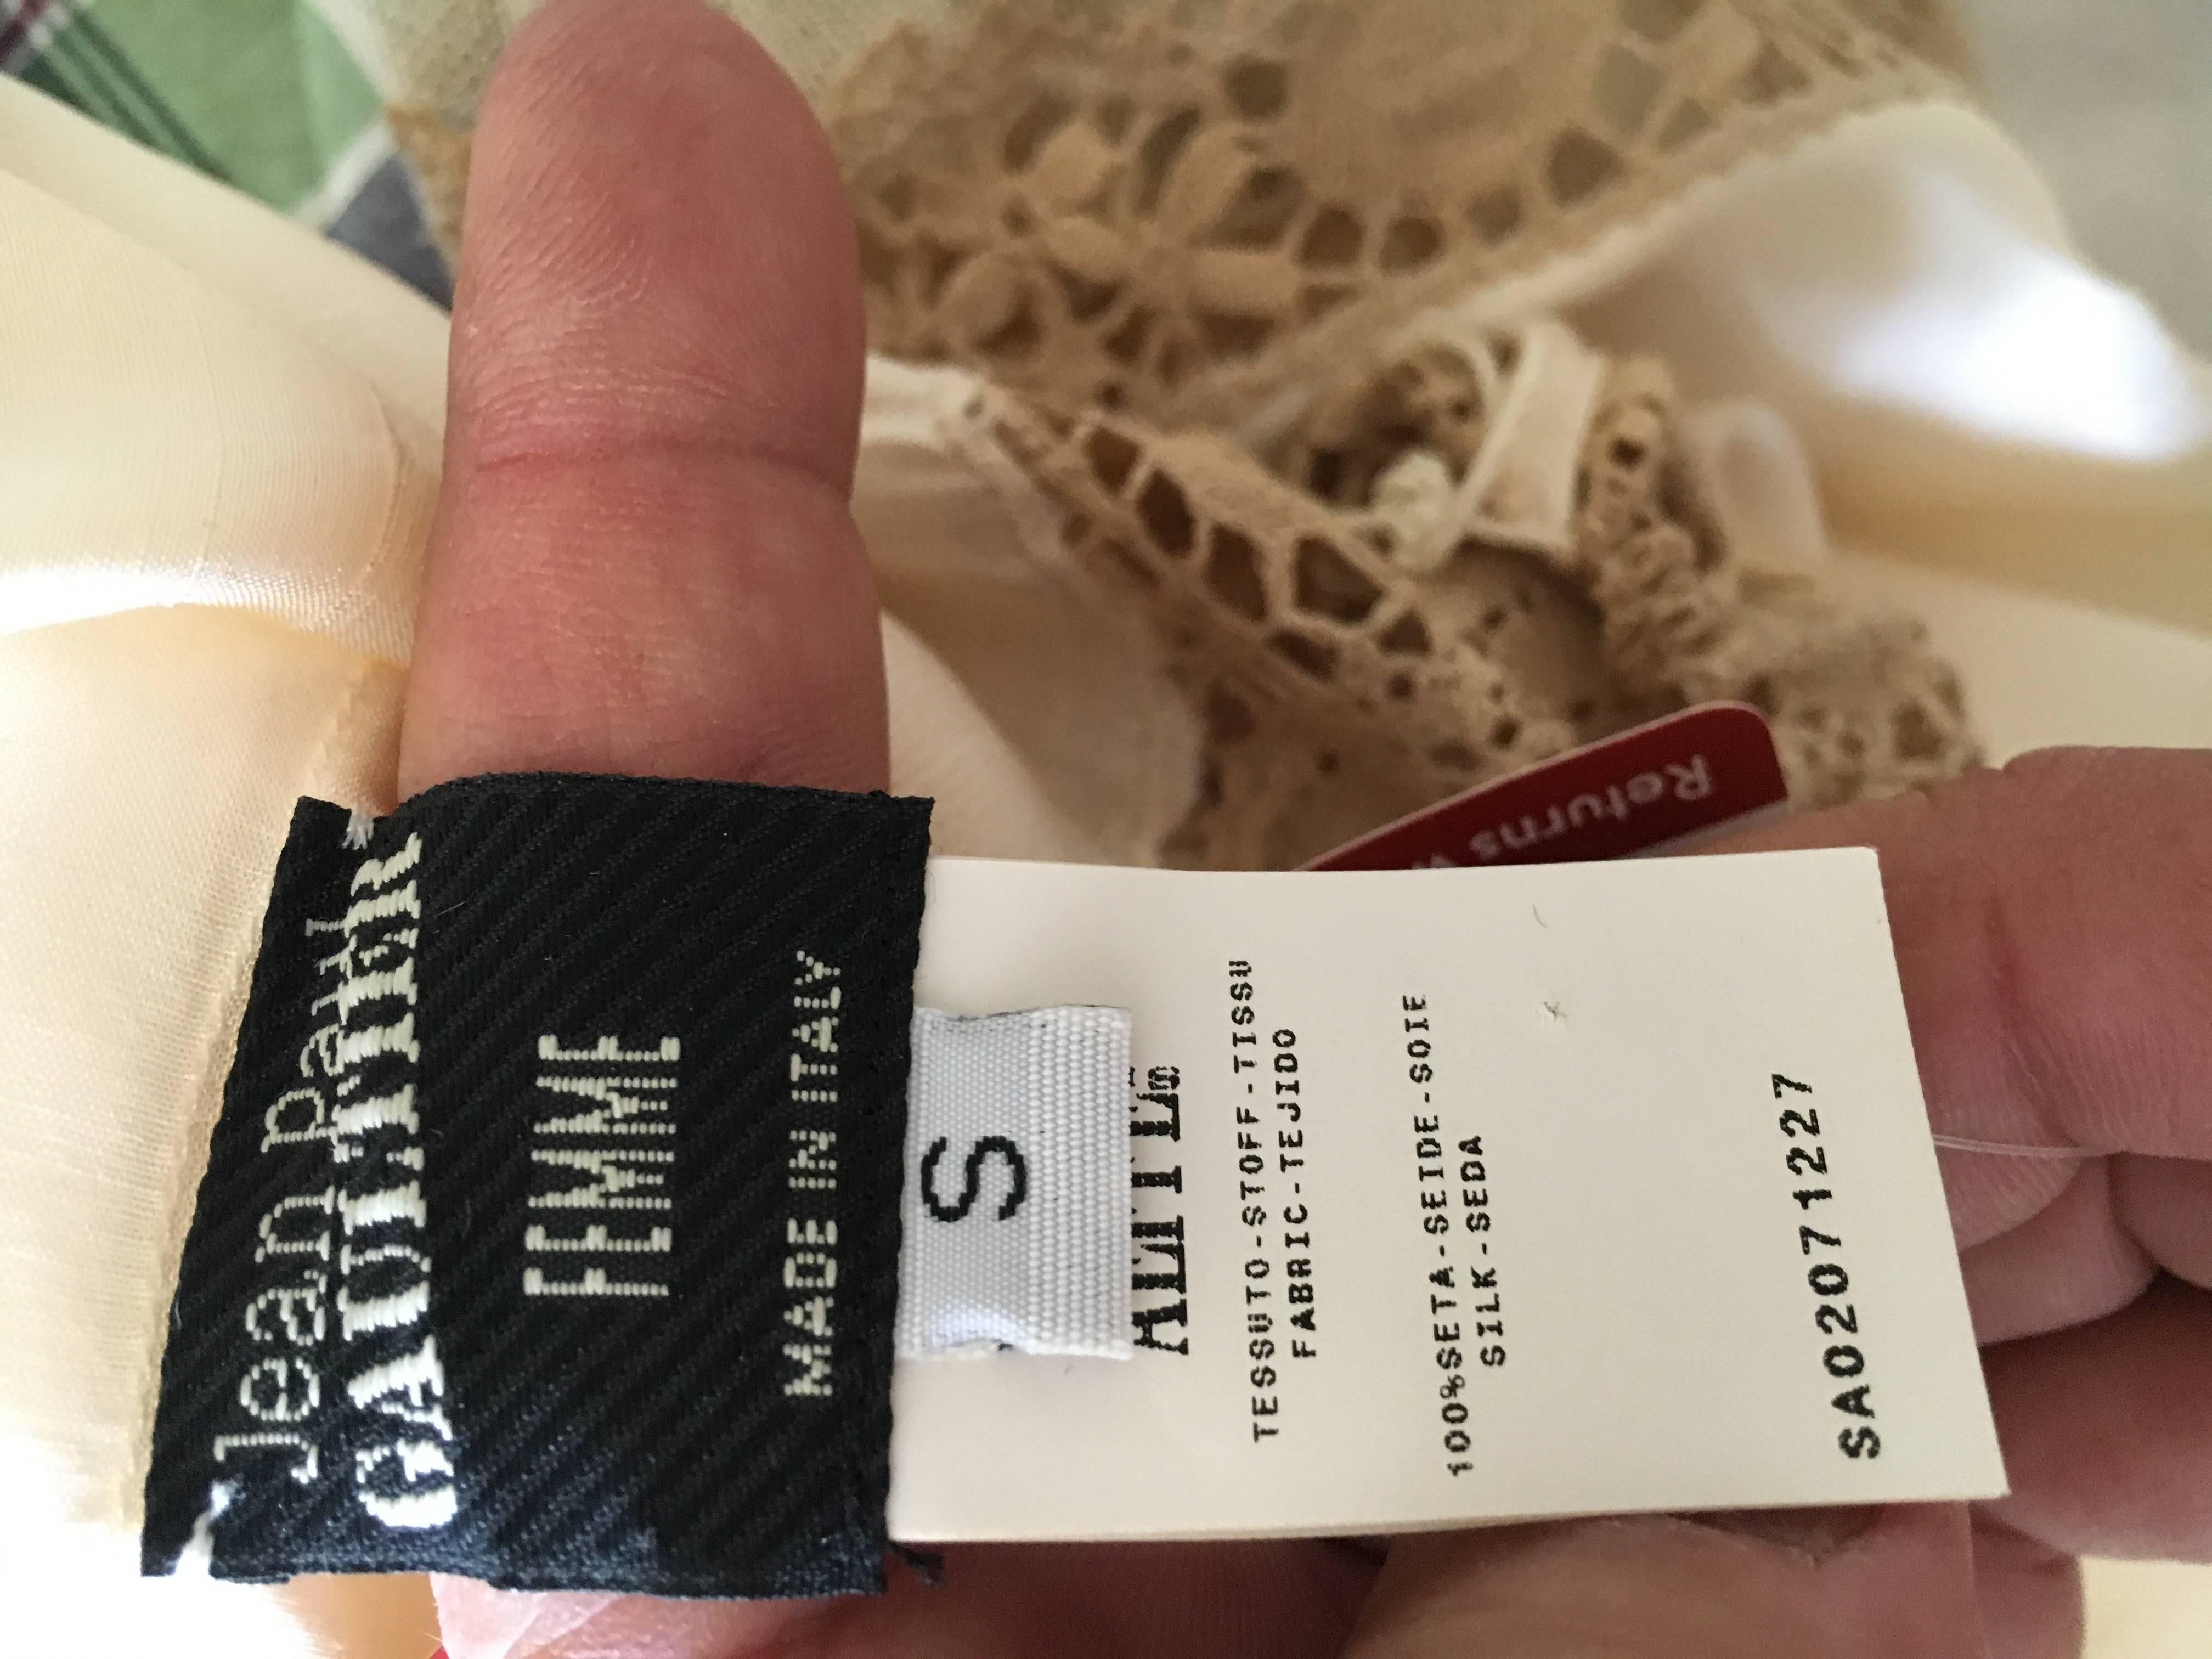 Jean Paul
GAULTIER
FEMME
MADE IN ITALY
S
TESSUTO-STOFF-TISSU
FABRIC-TEJIDO
100%SETA-SEIDE-SOIE
SILK-SEDA
SA02071227
Returns